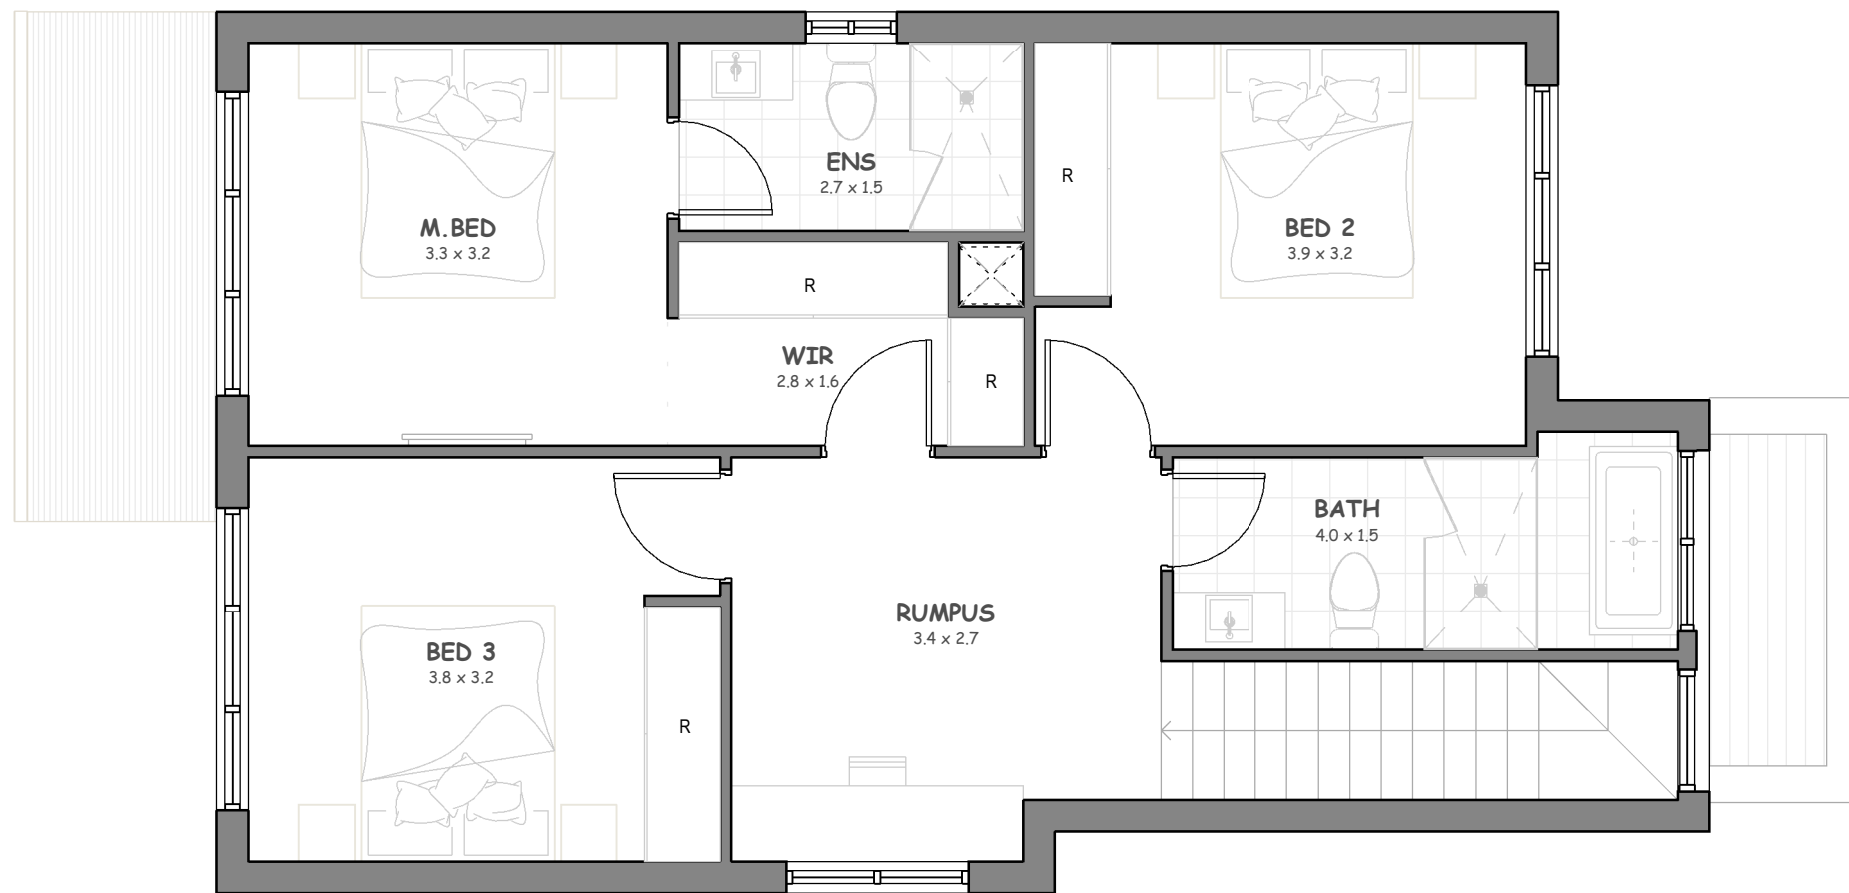 ENS
2.7 x 1.5
R
M.BED
3.3 x 3.2
BED 2
3.9 x 3.2
R
WIR
2.8 x 1.6
R
BATH
4.0 x 1.5
RUMPUS
3.4 x 2.7
BED 3
3.8 x 3.2
R